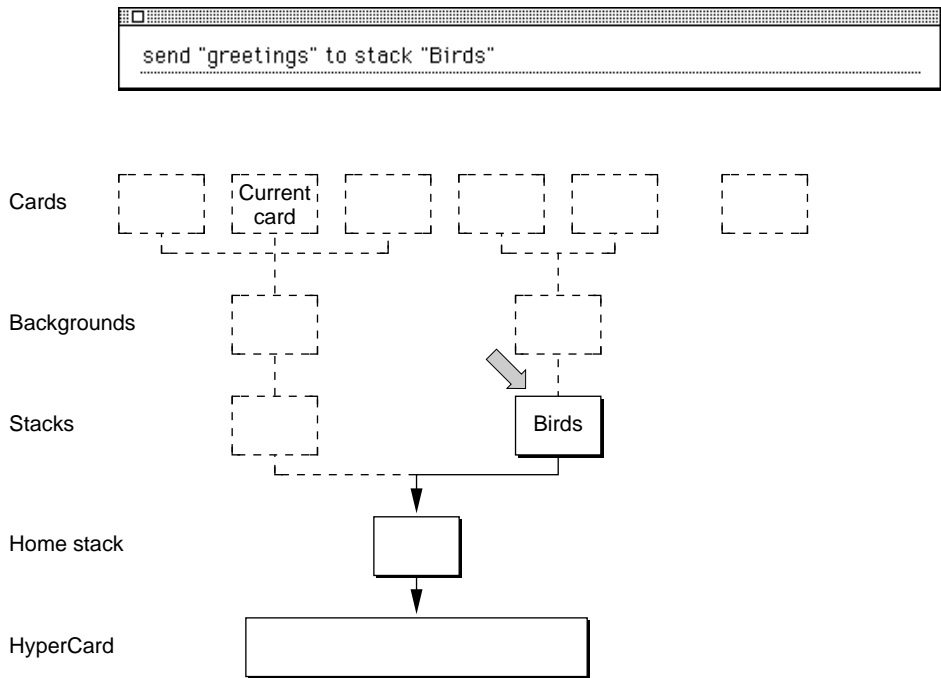 send "greetings" to stack "Birds"
Cards
Current
card
Backgrounds
Stacks
Birds
Home stack
HyperCard